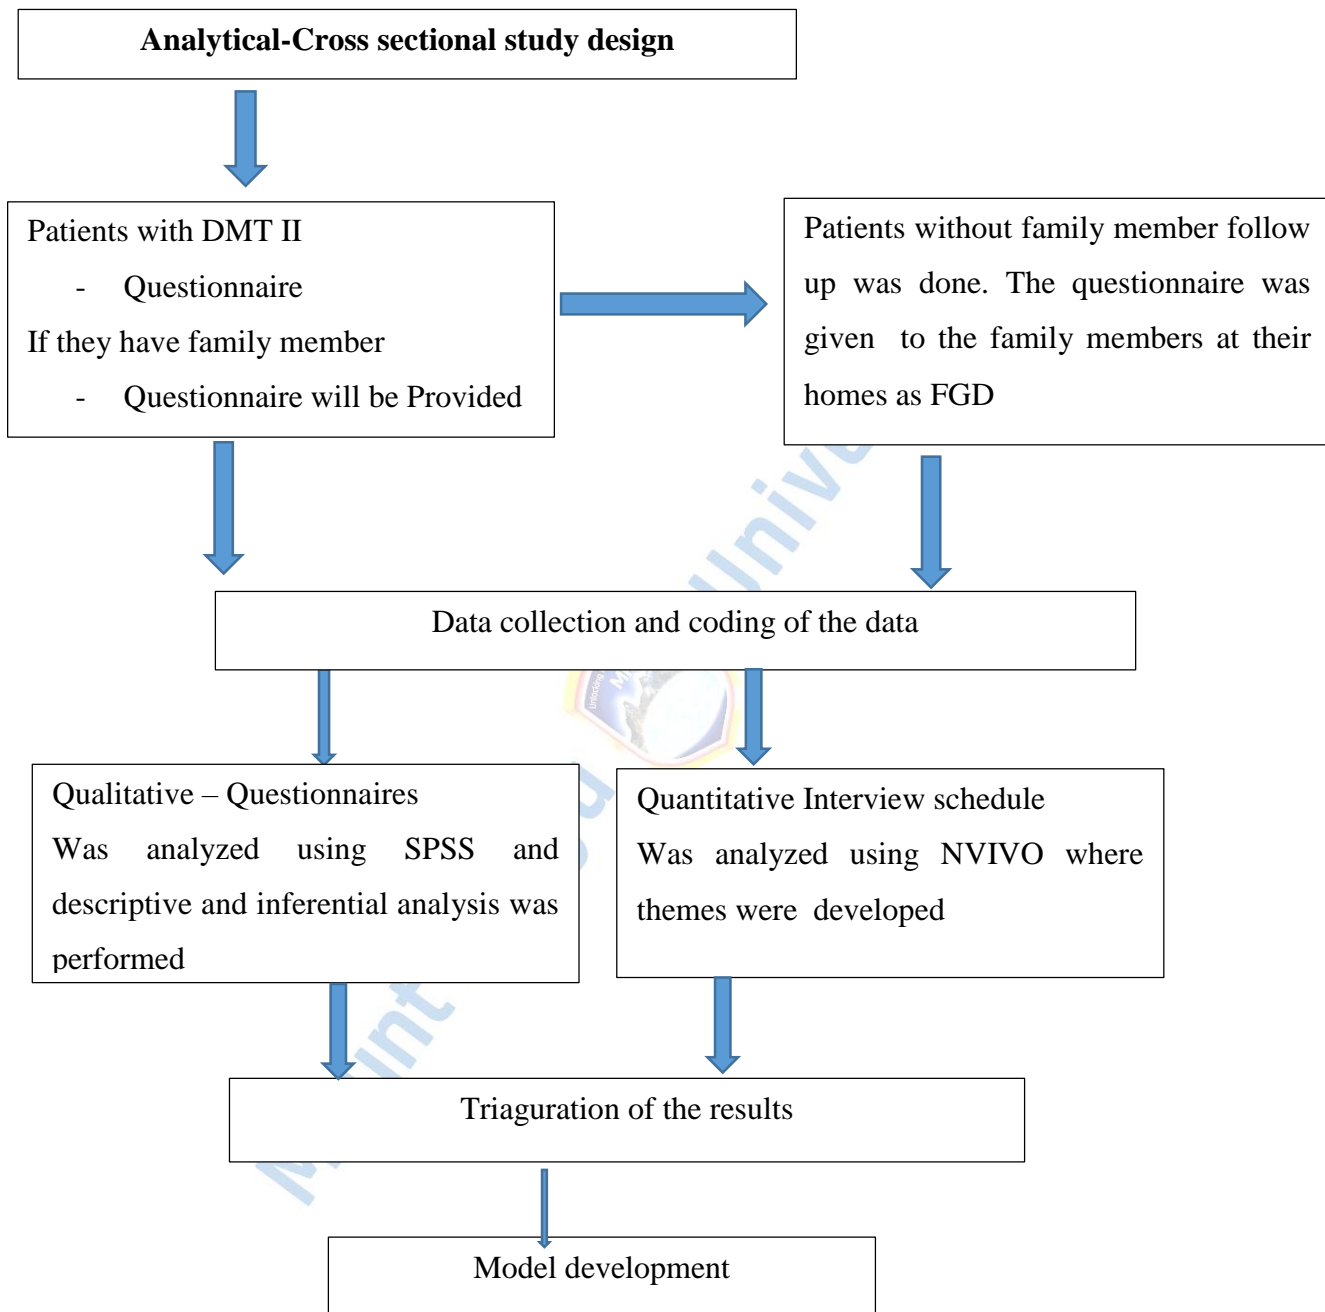 Analytical-Cross sectional study design
Patients with DMT II
- Questionnaire
If they have family member
- Questionnaire will be Provided
Patients without family member follow
up was done. The questionnaire was
given to the family members at their
homes as FGD
Data collection and coding of the data
Qualitative – Questionnaires
Was analyzed using SPSS and
descriptive and inferential analysis was
performed
Quantitative Interview schedule
Was analyzed using NVIVO where
themes were developed
Triaguration of the results
Model development